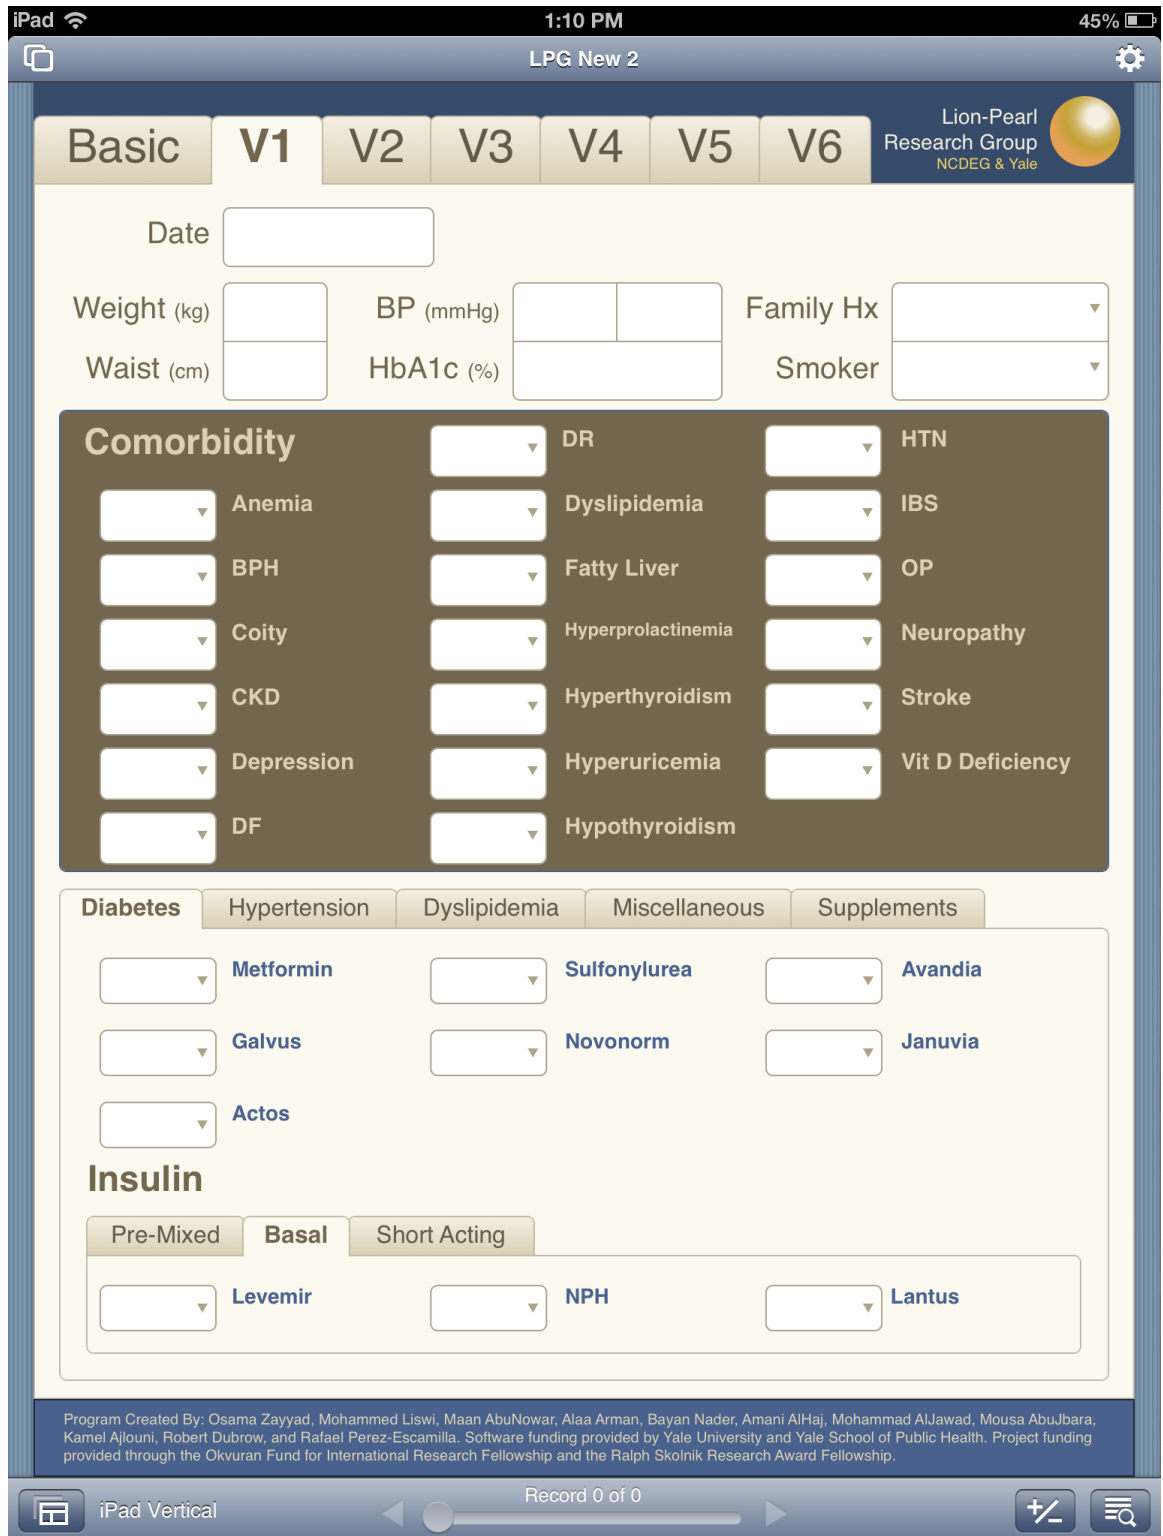 iPad 1:10 PM 45%
LPG New 2
Basic V1 V2 V3 V4 V5 V6
Lion-Pearl
Research Group
NCDEG & Yale
Date
Weight (kg) BP (mmHg) Family Hx
Waist (cm) HbA1c (%) Smoker
Comorbidity DR HTN
Anemia Dyslipidemia IBS
BPH Fatty Liver OP
Coity Hyperprolactinemia Neuropathy
CKD Hyperthyroidism Stroke
Depression Hyperuricemia Vit D Deficiency
DF Hypothyroidism
Diabetes Hypertension Dyslipidemia Miscellaneous Supplements
Metformin Sulfonylurea Avandia
Galvus Novonorm Januvia
Actos
Insulin
Pre-Mixed Basal Short Acting
Levemir NPH Lantus
Program Created By: Osama Zayyad, Mohammed Liswi, Maan AbuNowar, Alaa Arman, Bayan Nader, Amani AlHaj, Mohammad AlJawad, Mousa AbuJbara,
Kamel Ajlouni, Robert Dubrow, and Rafael Perez-Escamilla. Software funding provided by Yale University and Yale School of Public Health. Project funding
provided through the Okvuran Fund for International Research Fellowship and the Ralph Skolnik Research Award Fellowship.
Record 0 of 0
iPad Vertical